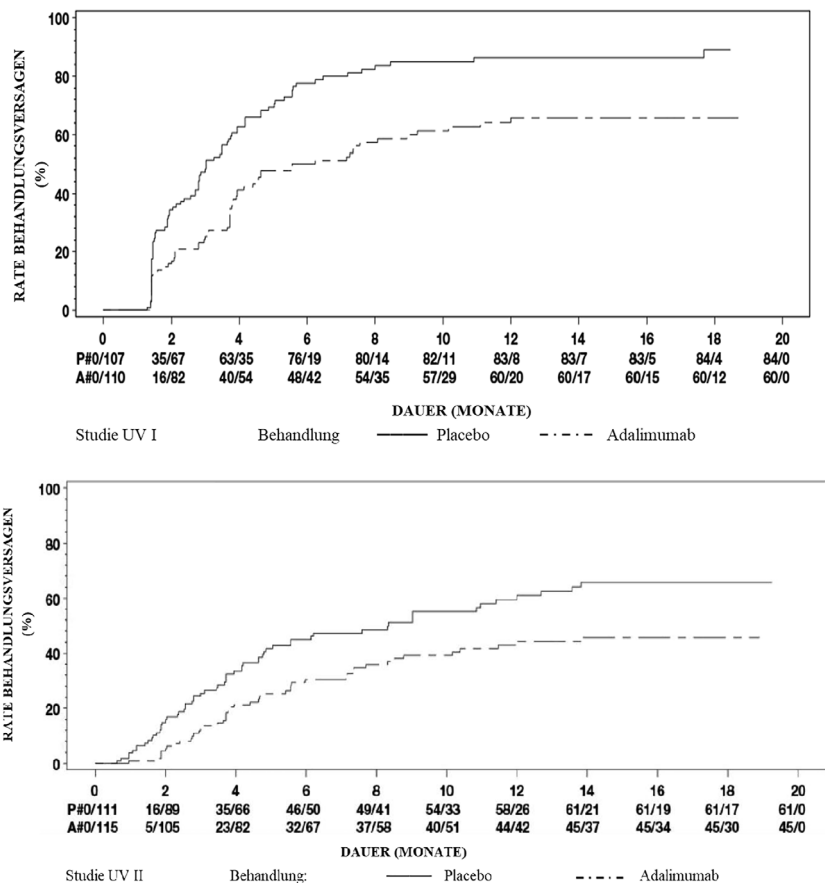 100
80
60
40
20
0
RATE BEHANDLUNGSVERSAGEN
(%)
0 2 4 6 8 10 12 14 16 18 20
P#0/107 35/67 63/35 76/19 80/14 82/11 83/8 83/7 83/5 84/4 84/0
A#0/110 16/82 40/54 48/42 54/35 57/29 60/20 60/17 60/15 60/12 60/0
DAUER (MONATE)
Studie UV I Behandlung Placebo Adalimumab
100
80
60
40
20
0
RATE BEHANDLUNGSVERSAGEN
(%)
0 2 4 6 8 10 12 14 16 18 20
P#0/111 16/89 35/66 46/50 49/41 54/33 58/26 61/21 61/19 61/17 61/0
A#0/115 5/105 23/82 32/67 37/58 40/51 44/42 45/37 45/34 45/30 45/0
DAUER (MONATE)
Studie UV II Behandlung: Placebo Adalimumab